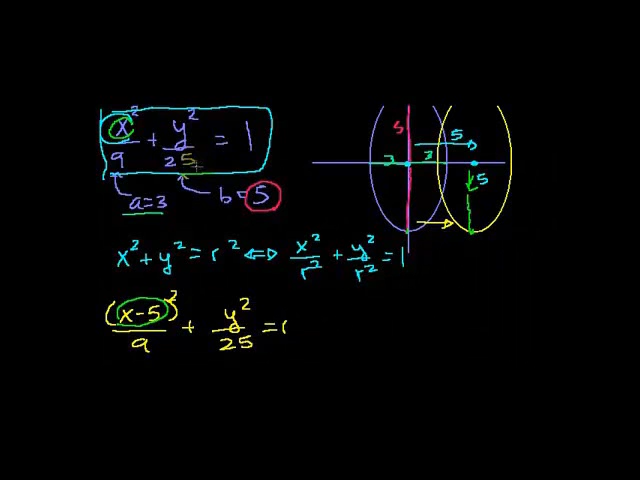 x²/9 + y²/25 = 1
a=3
b=5
x² + y² = r² ⇔ x²/r² + y²/r² = 1
(x-5)²/9 + y²/25 = 1
5
5
3
3
5